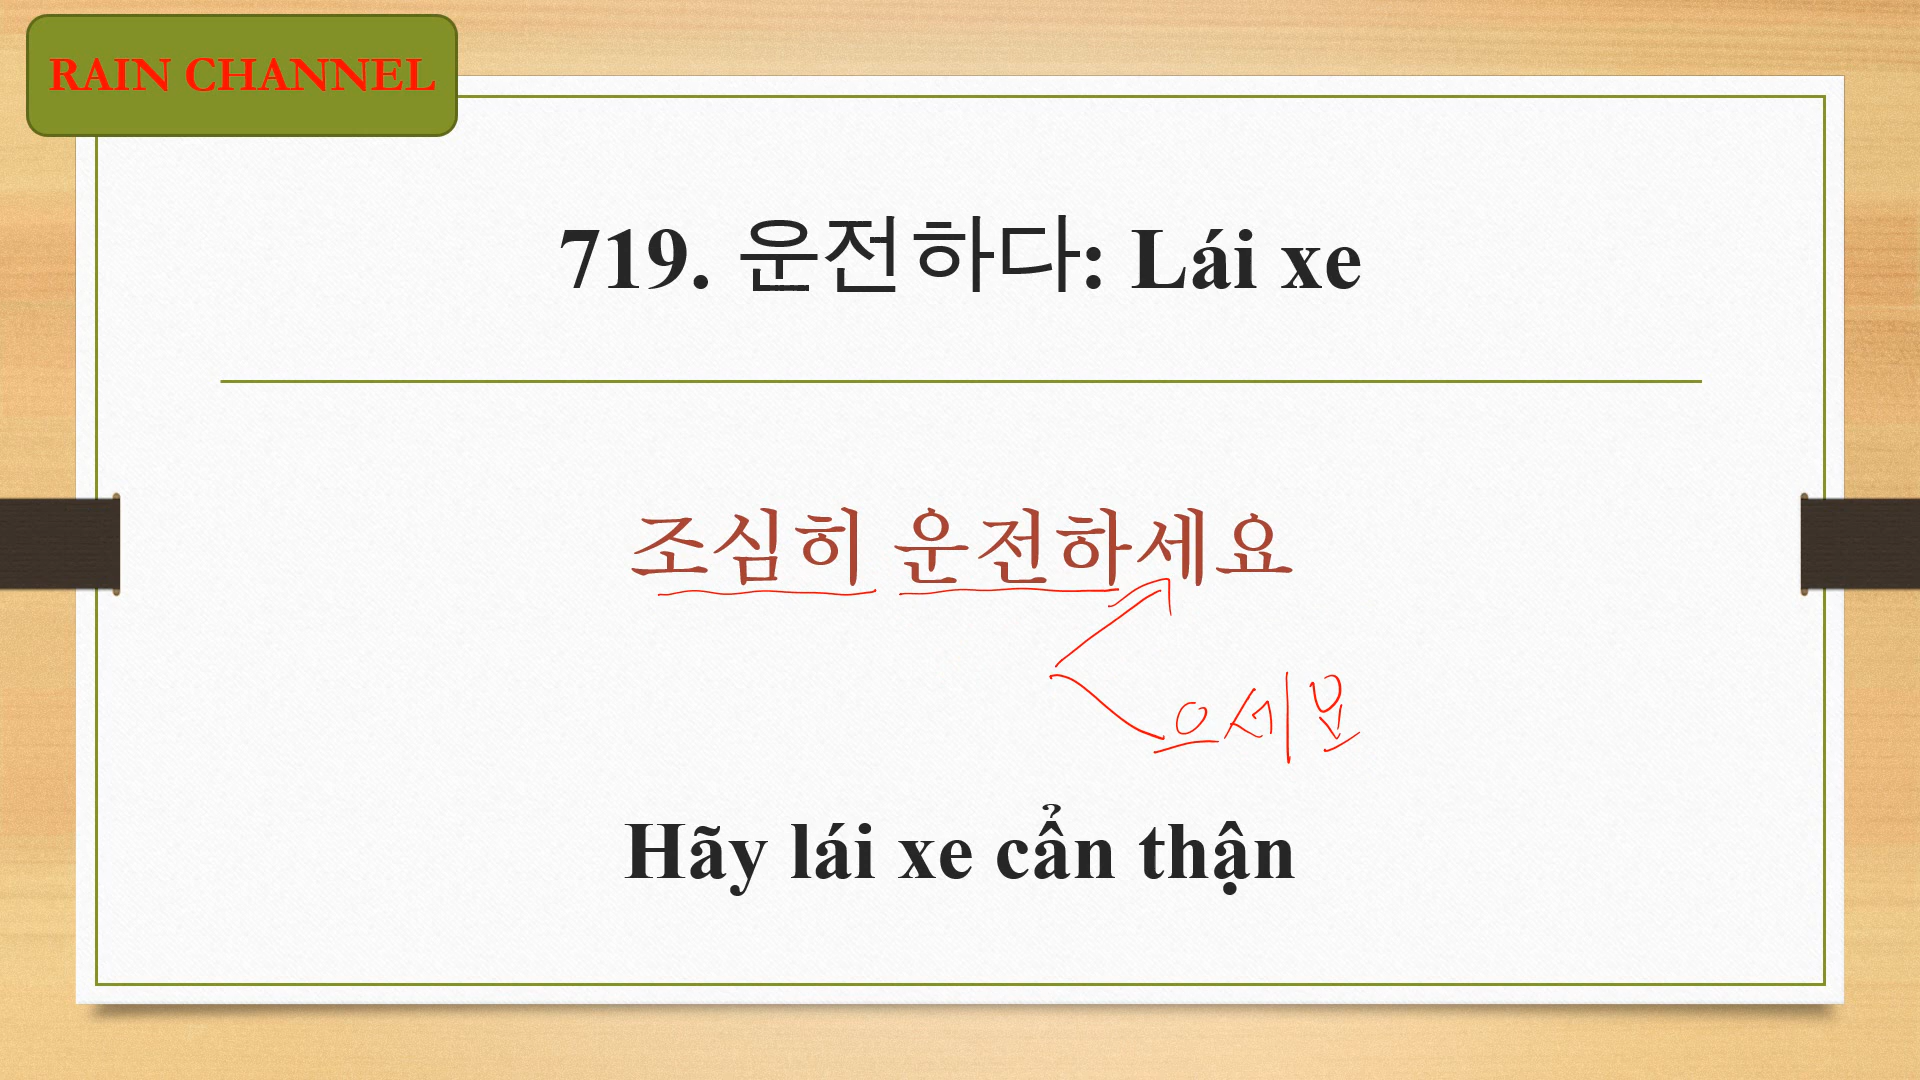 RAIN CHANNEL
719. 운전하다: Lái xe
조심히 운전하세요
으세요
Hãy lái xe cẩn thận